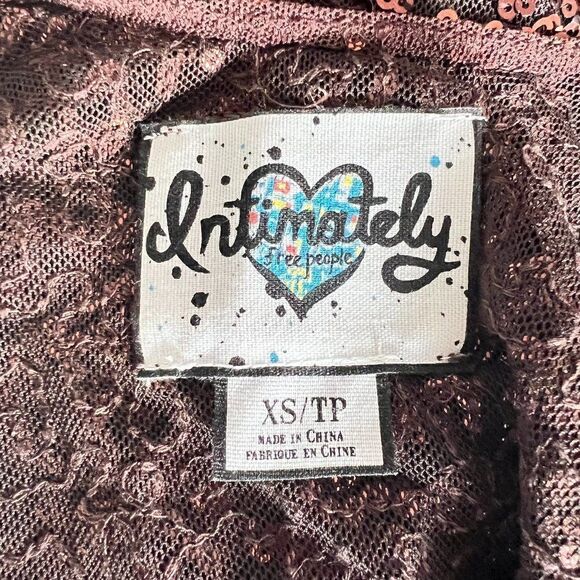 Intimately
Free people
XS/TP
MADE IN CHINA
FABRIQUE EN CHINE